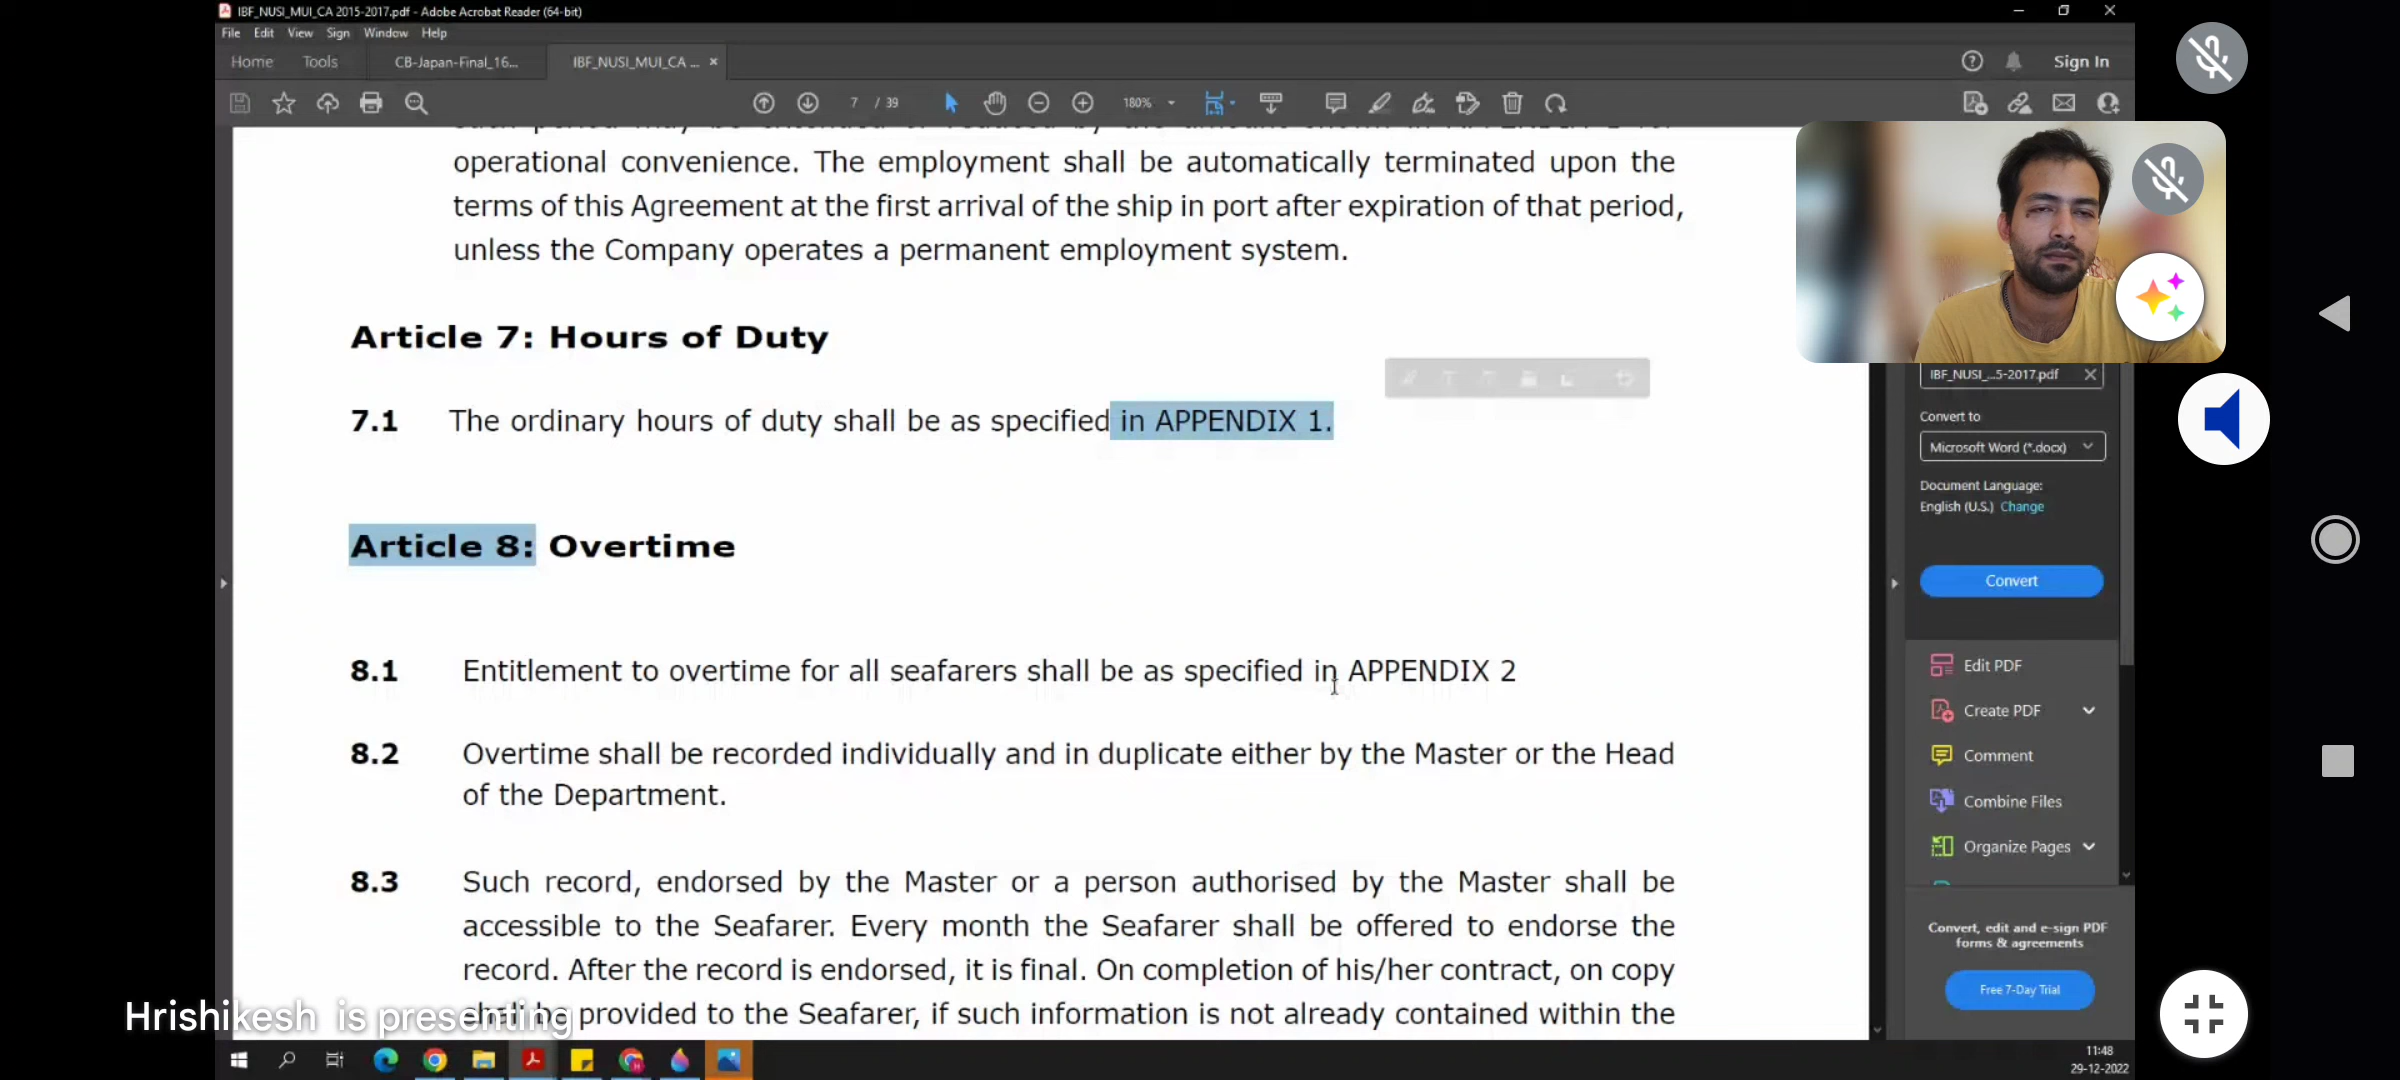 IBF_NUSI_MUI_CA 2015-2017.pdf - Adobe Acrobat Reader (64-bit)
File Edit View Sign Window Help
Home Tools CB-Japan-Final_16... IBF_NUSI_MUI_CA ... × Sign In
7 / 39 180%
operational convenience. The employment shall be automatically terminated upon the
terms of this Agreement at the first arrival of the ship in port after expiration of that period,
unless the Company operates a permanent employment system.
Article 7: Hours of Duty
7.1 The ordinary hours of duty shall be as specified in APPENDIX 1.
Article 8: Overtime
8.1 Entitlement to overtime for all seafarers shall be as specified in APPENDIX 2
8.2 Overtime shall be recorded individually and in duplicate either by the Master or the Head
of the Department.
8.3 Such record, endorsed by the Master or a person authorised by the Master shall be
accessible to the Seafarer. Every month the Seafarer shall be offered to endorse the
record. After the record is endorsed, it is final. On completion of his/her contract, on copy
shall be provided to the Seafarer, if such information is not already contained within the
IBF_NUSI_...5-2017.pdf
Convert to
Microsoft Word (*.docx)
Document Language:
English (U.S.) Change
Convert
Edit PDF
Create PDF
Comment
Combine Files
Organize Pages
Convert, edit and e-sign PDF
forms & agreements
Free 7-Day Trial
Hrishikesh is presenting
11:48
29-12-2022